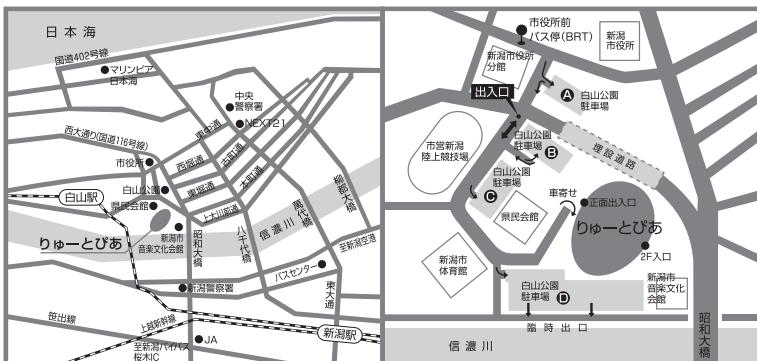 日本海
国道402号線
マリンピア
日本海
中央
警察署
NEXT21
西大通り(国道116号線)
東中通
西堀通
古町通
東堀通
本町通
上大川前通
市役所
白山公園
県民会館
白山駅
りゅーとぴあ
新潟市
音楽文化会館
昭和大橋
八千代橋
萬代橋
柳都大橋
信濃川
至新潟空港
バスセンター
東大通
新潟警察署
笹出線
上越新幹線
新潟駅
JA
至新潟バイパス
桜木IC
市役所前
バス停(BRT)
新潟
市役所
新潟市役所
分館
出入口
A
白山公園
駐車場
市営新潟
陸上競技場
白山公園
駐車場
B
埋設道路
白山公園
駐車場
C
車寄せ
正面出入口
県民会館
りゅーとぴあ
2F入口
新潟市
体育館
白山公園
駐車場
D
新潟市
音楽文化
会館
臨時出口
昭和大橋
信濃川